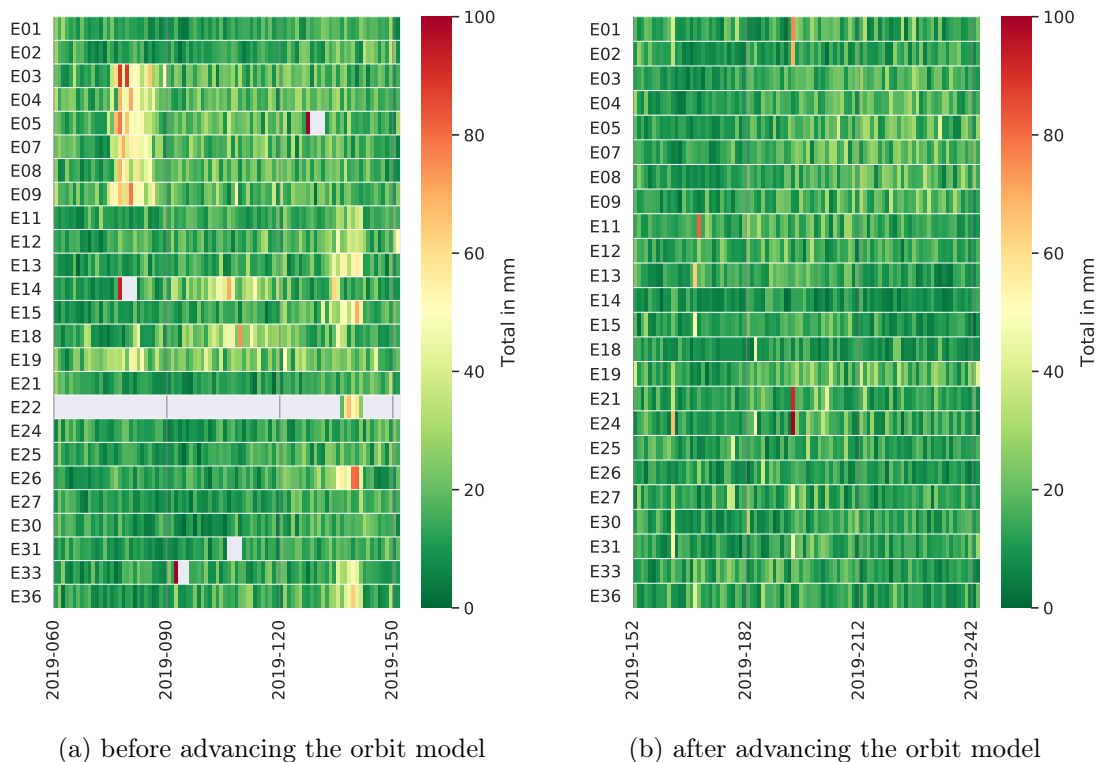 E01
E02
E03
E04
E05
E07
E08
E09
E11
E12
E13
E14
E15
E18
E19
E21
E22
E24
E25
E26
E27
E30
E31
E33
E36
2019-060
2019-090
2019-120
2019-150
100
80
60
40
20
0
Total in mm
(a) before advancing the orbit model
E01
E02
E03
E04
E05
E07
E08
E09
E11
E12
E13
E14
E15
E18
E19
E21
E24
E25
E26
E27
E30
E31
E33
E36
2019-152
2019-182
2019-212
2019-242
100
80
60
40
20
0
Total in mm
(b) after advancing the orbit model